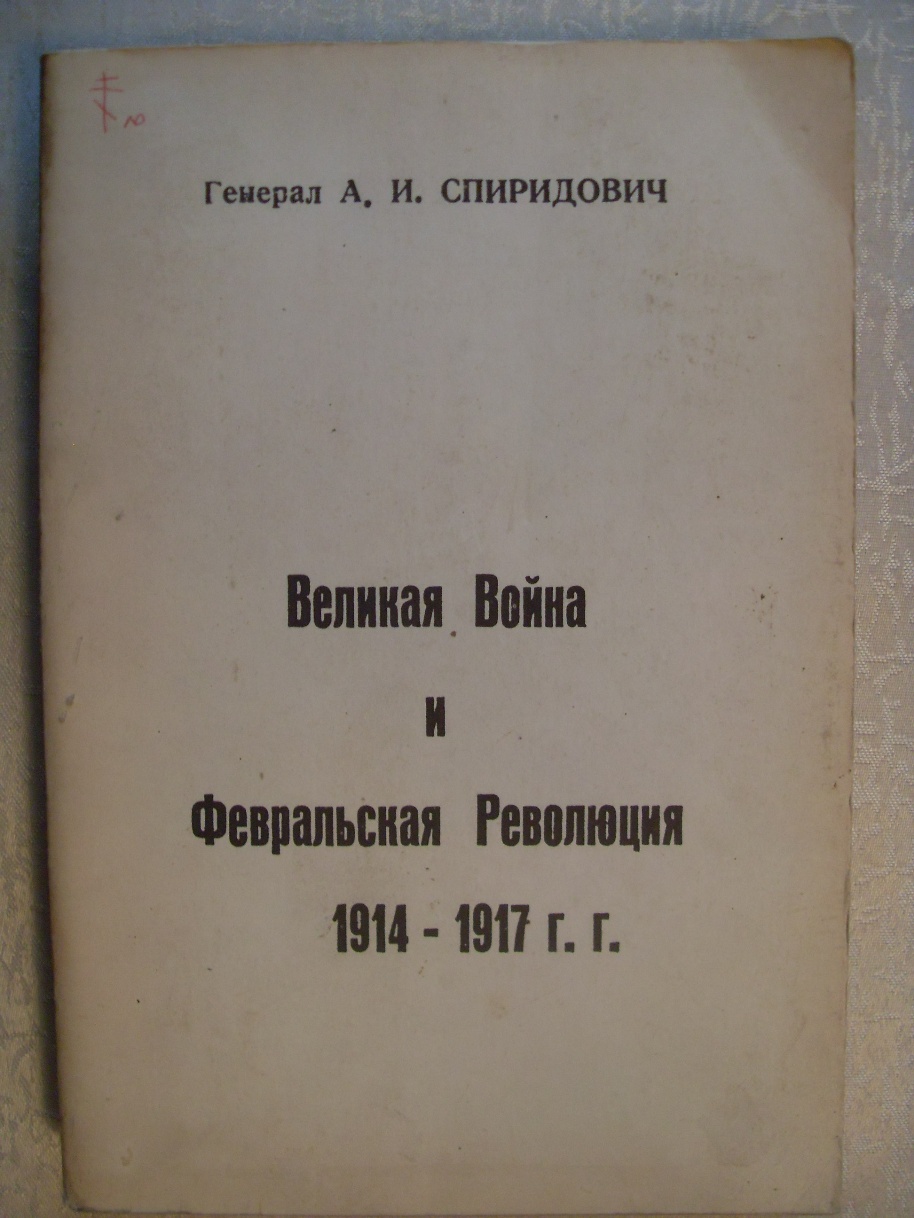 Генерал А. И. СПИРИДОВИЧ
Великая Война
и
Февральская Революция
1914 - 1917 г. г.